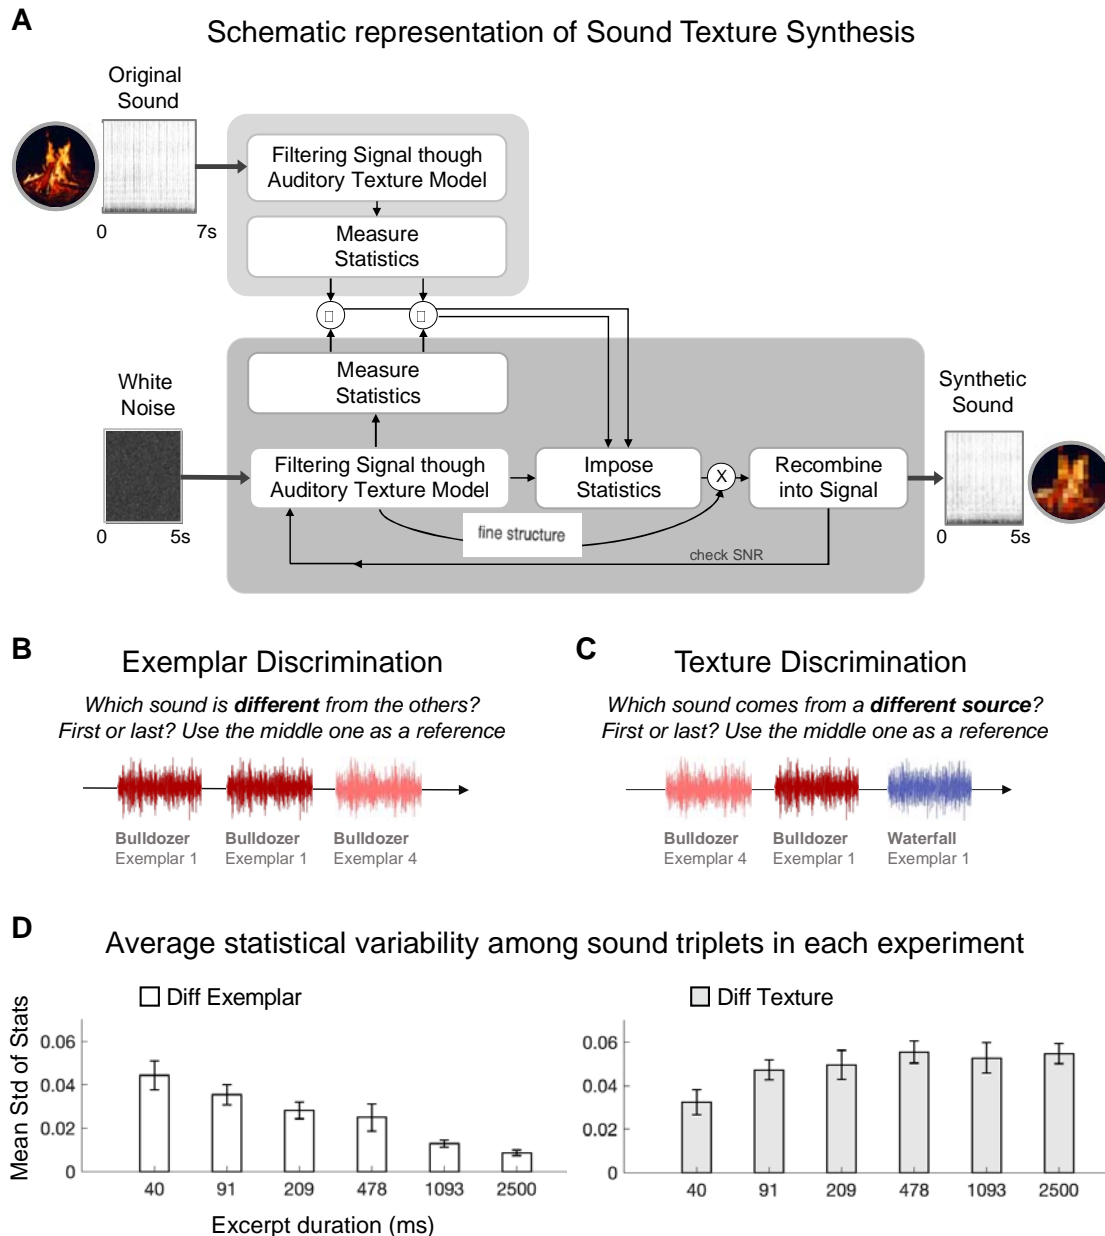 A
Schematic representation of Sound Texture Synthesis
Original
Sound
0
7s
Filtering Signal though
Auditory Texture Model
Measure
Statistics
White
Noise
0
5s
Measure
Statistics
Filtering Signal though
Auditory Texture Model
Impose
Statistics
X
Recombine
into Signal
fine structure
check SNR
Synthetic
Sound
0
5s
B
Exemplar Discrimination
Which sound is different from the others?
First or last? Use the middle one as a reference
Bulldozer
Exemplar 1
Bulldozer
Exemplar 1
Bulldozer
Exemplar 4
C
Texture Discrimination
Which sound comes from a different source?
First or last? Use the middle one as a reference
Bulldozer
Exemplar 4
Bulldozer
Exemplar 1
Waterfall
Exemplar 1
D
Average statistical variability among sound triplets in each experiment
Mean Std of Stats
Diff Exemplar
0.06
0.04
0.02
0
40 91 209 478 1093 2500
Excerpt duration (ms)
Diff Texture
0.06
0.04
0.02
0
40 91 209 478 1093 2500